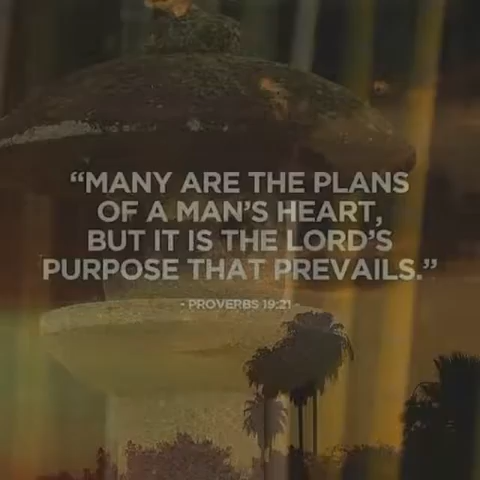 “MANY ARE THE PLANS
OF A MAN’S HEART,
BUT IT IS THE LORD’S
PURPOSE THAT PREVAILS.”
- PROVERBS 19:21 -